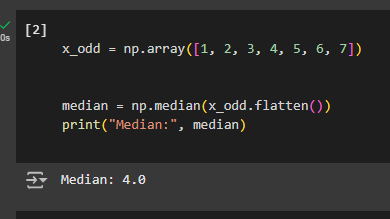 [2]
0s
x_odd = np.array([1, 2, 3, 4, 5, 6, 7])
median = np.median(x_odd.flatten())
print("Median:", median)
Median: 4.0